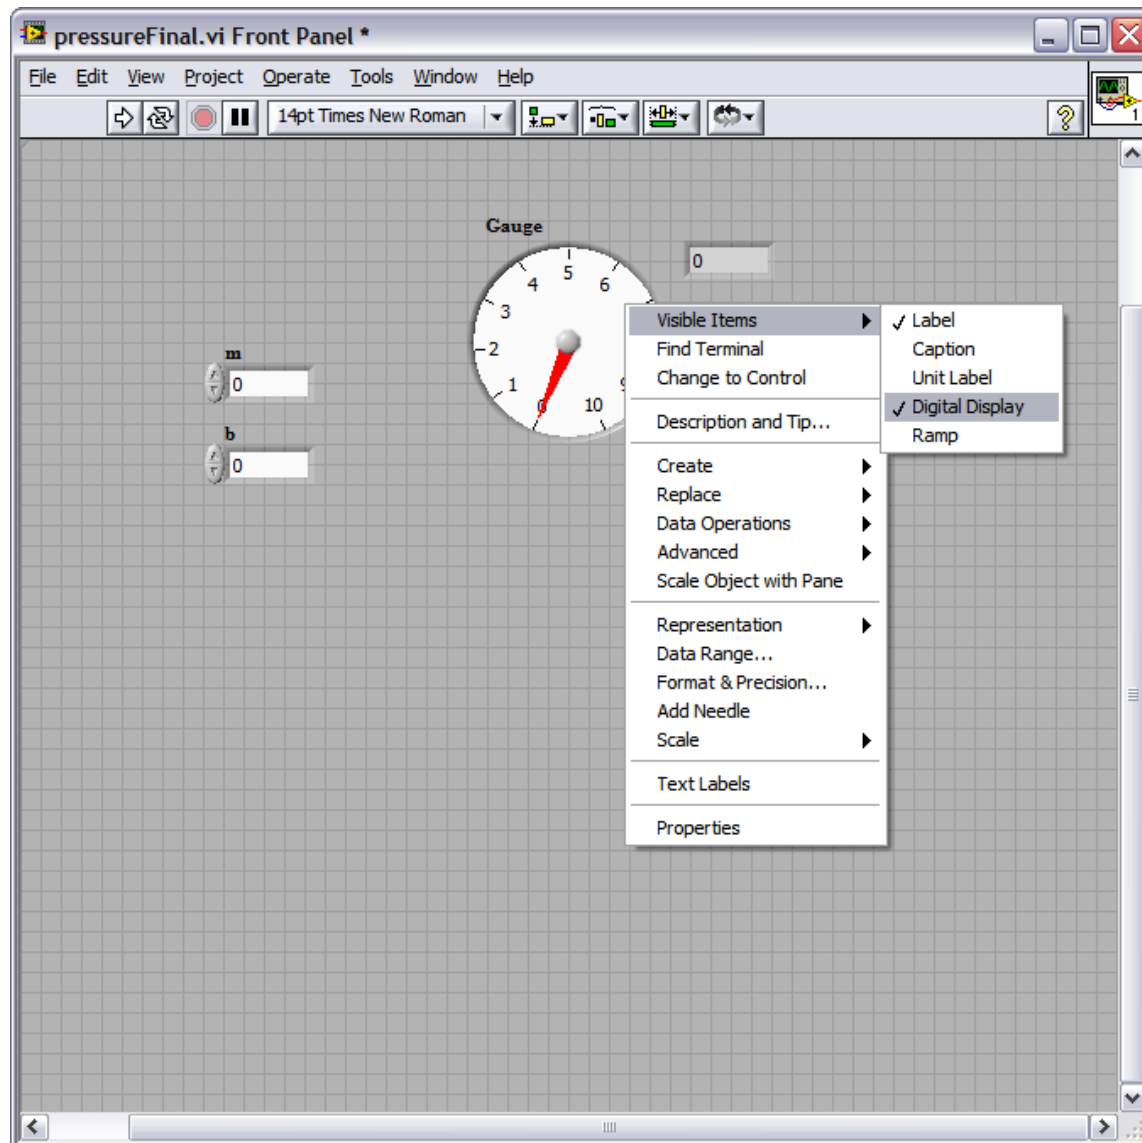 pressureFinal.vi Front Panel *
File Edit View Project Operate Tools Window Help
14pt Times New Roman
?
1
Gauge
0
5
4
6
3
2
1
0
10
9
m
0
b
0
Visible Items
Find Terminal
Change to Control
Description and Tip...
Create
Replace
Data Operations
Advanced
Scale Object with Pane
Representation
Data Range...
Format & Precision...
Add Needle
Scale
Text Labels
Properties
Label
Caption
Unit Label
Digital Display
Ramp